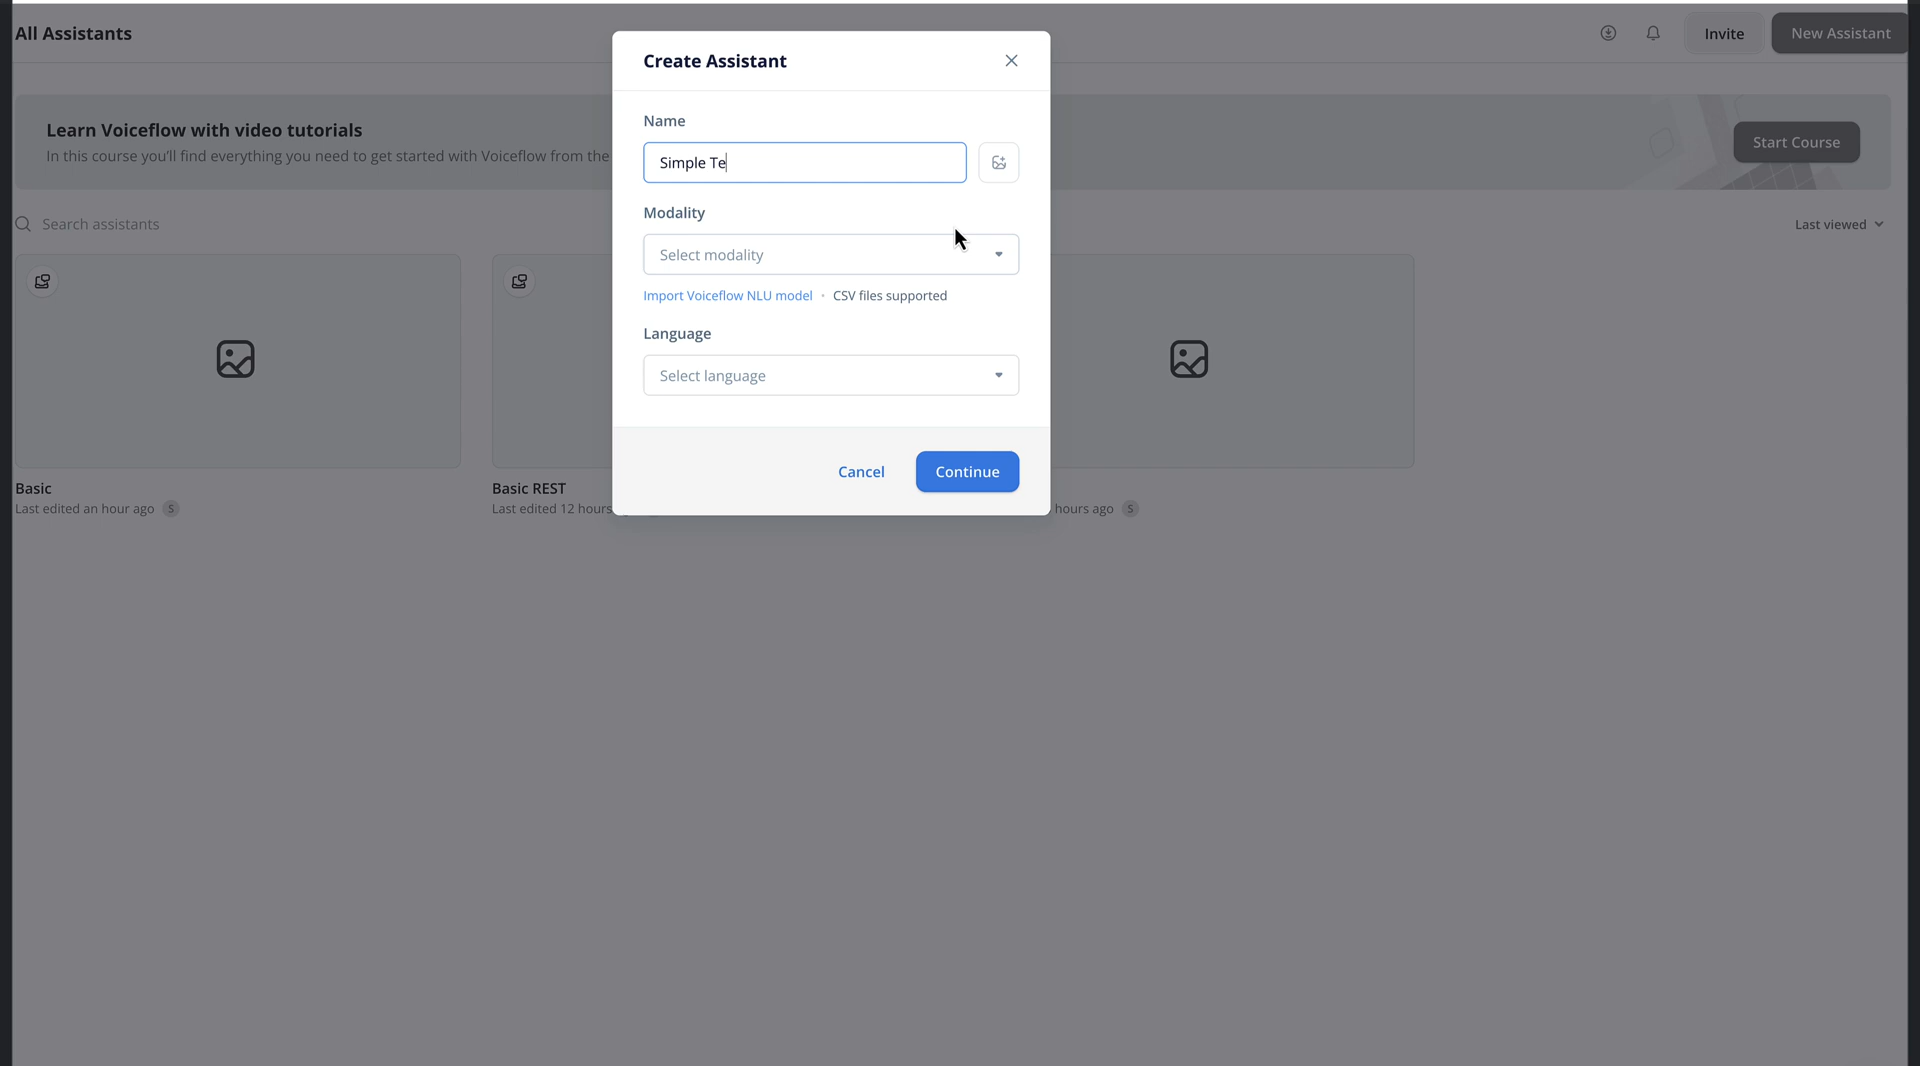 All Assistants
Invite
New Assistant
Learn Voiceflow with video tutorials
In this course you'll find everything you need to get started with Voiceflow from the
Start Course
Search assistants
Last viewed
Create Assistant
Name
Simple Te
Modality
Select modality
Import Voiceflow NLU model • CSV files supported
Language
Select language
Cancel
Continue
Basic
Last edited an hour ago S
Basic REST
Last edited 12 hours
hours ago S